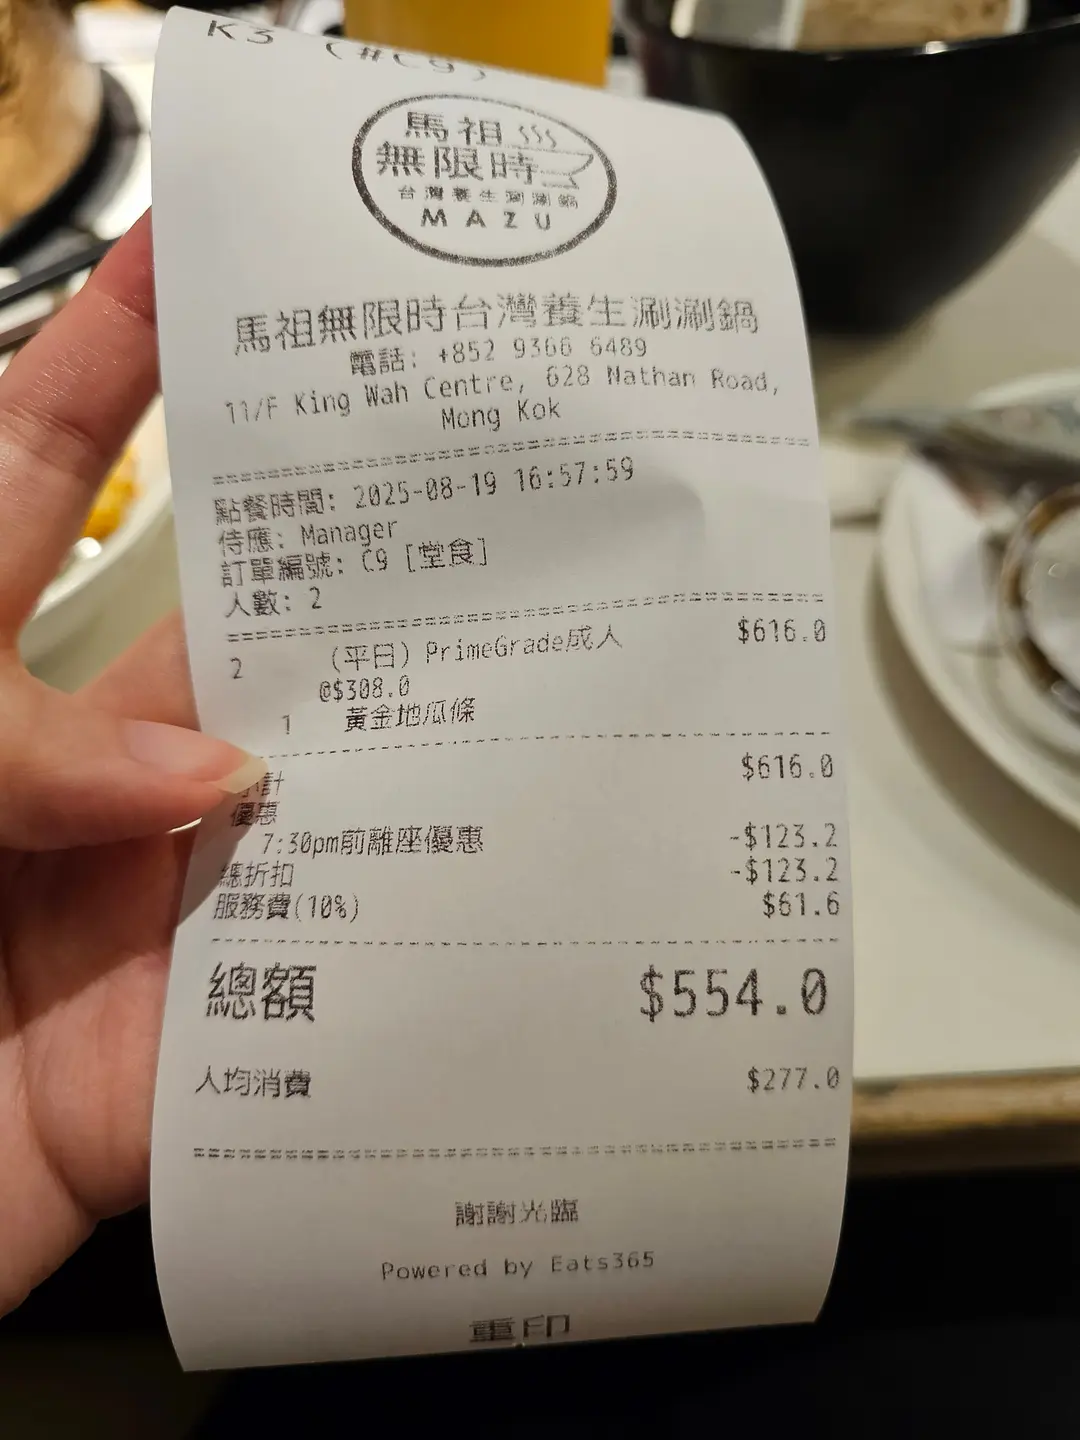 K3 (#C9)
馬祖
無限時
台灣養生涮涮鍋
MAZU
馬祖無限時台灣養生涮涮鍋
電話: +852 9366 6489
11/F King Wah Centre, 628 Nathan Road,
Mong Kok
點餐時間: 2025-08-19 16:57:59
侍應: Manager
訂單編號: C9 [堂食]
人數: 2
2 (平日) PrimeGrade成人 $616.0
@$308.0
1 黃金地瓜條
小計 $616.0
優惠
7:30pm前離座優惠 -$123.2
總折扣 -$123.2
服務費(10%) $61.6
總額 $554.0
人均消費 $277.0
謝謝光臨
Powered by Eats365
重印